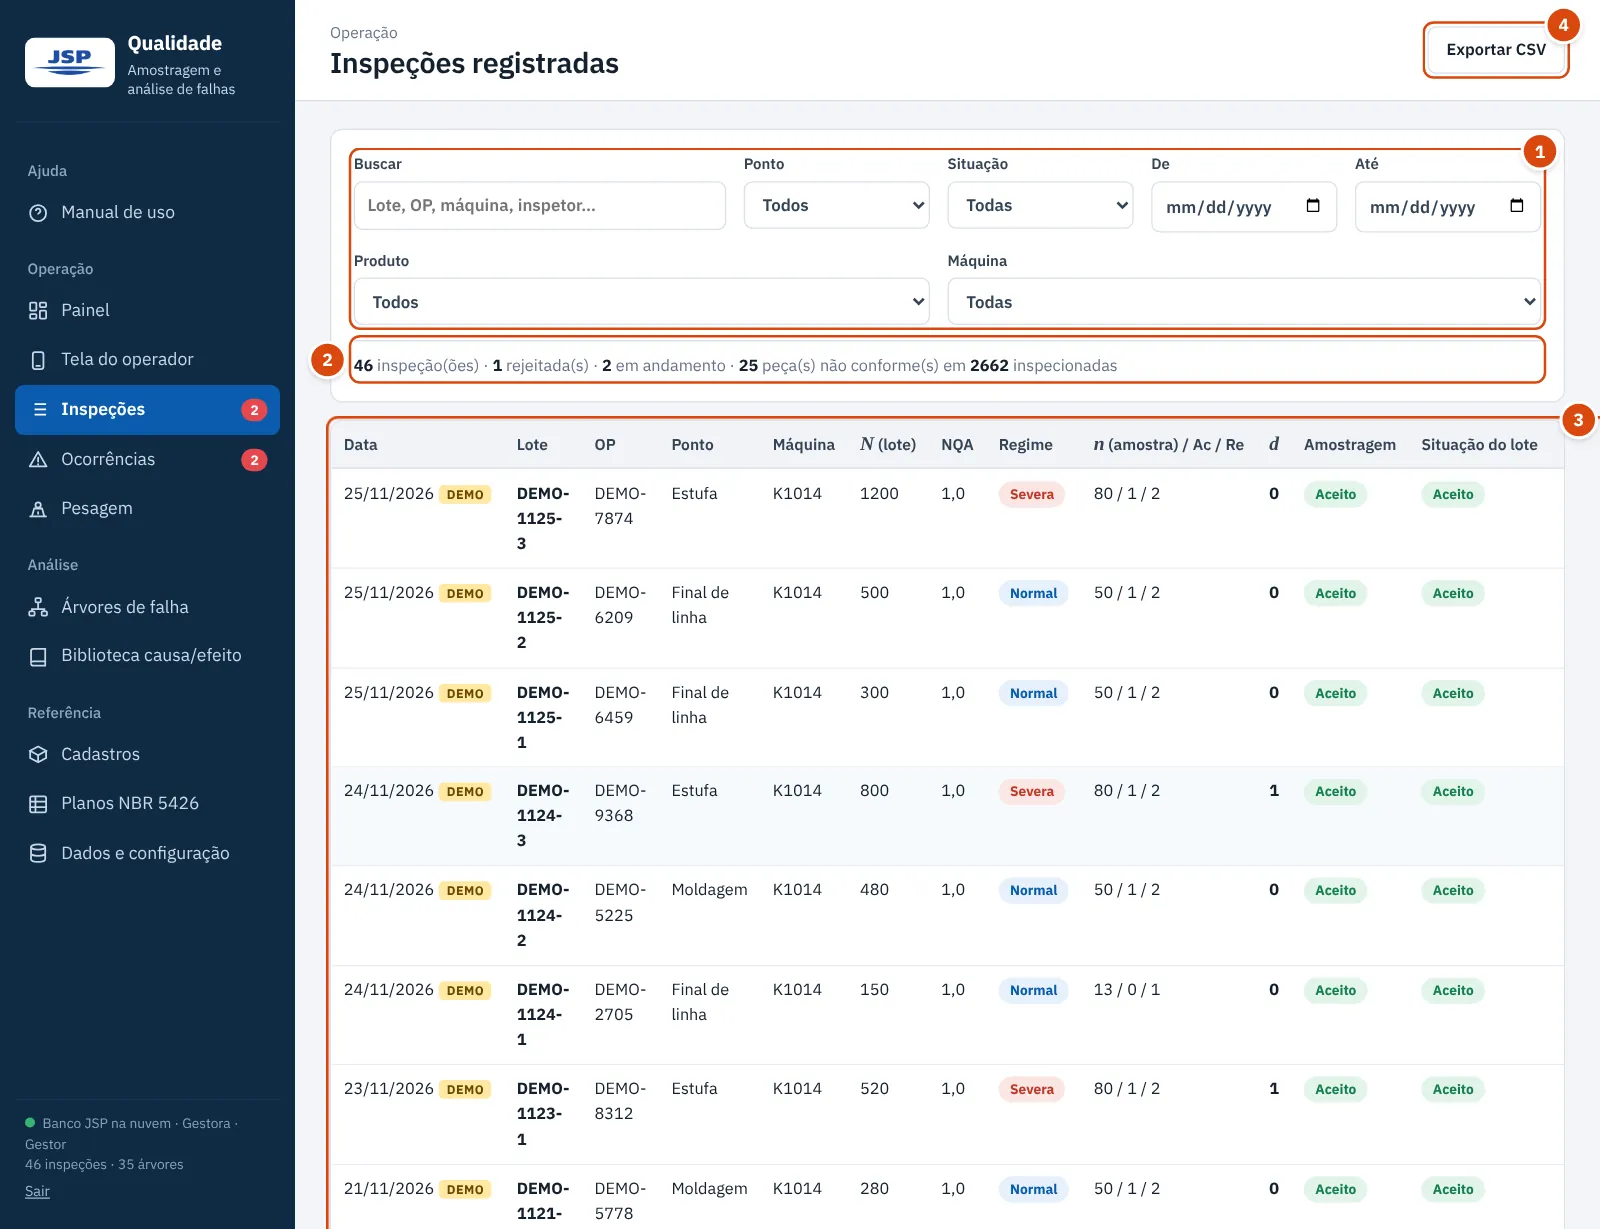 JSP
Qualidade
Amostragem e
análise de falhas
Ajuda
Manual de uso
Operação
Painel
Tela do operador
Inspeções 2
Ocorrências 2
Pesagem
Análise
Árvores de falha
Biblioteca causa/efeito
Referência
Cadastros
Planos NBR 5426
Dados e configuração
Banco JSP na nuvem · Gestora ·
Gestor
46 inspeções · 35 árvores
Sair
Operação
Inspeções registradas
Exportar CSV
4
1
Buscar Ponto Situação De Até
Lote, OP, máquina, inspetor... Todos Todas mm/dd/yyyy mm/dd/yyyy
Produto Máquina
Todos Todas
2
46 inspeção(ões) · 1 rejeitada(s) · 2 em andamento · 25 peça(s) não conforme(s) em 2662 inspecionadas
3
Data Lote OP Ponto Máquina N (lote) NQA Regime n (amostra) / Ac / Re d Amostragem Situação do lote
25/11/2026 DEMO DEMO- DEMO- Estufa K1014 1200 1,0 Severa 80 / 1 / 2 0 Aceito Aceito
1125- 7874
3
25/11/2026 DEMO DEMO- DEMO- Final de K1014 500 1,0 Normal 50 / 1 / 2 0 Aceito Aceito
1125- 6209 linha
2
25/11/2026 DEMO DEMO- DEMO- Final de K1014 300 1,0 Normal 50 / 1 / 2 0 Aceito Aceito
1125- 6459 linha
1
24/11/2026 DEMO DEMO- DEMO- Estufa K1014 800 1,0 Severa 80 / 1 / 2 1 Aceito Aceito
1124- 9368
3
24/11/2026 DEMO DEMO- DEMO- Moldagem K1014 480 1,0 Normal 50 / 1 / 2 0 Aceito Aceito
1124- 5225
2
24/11/2026 DEMO DEMO- DEMO- Final de K1014 150 1,0 Normal 13 / 0 / 1 0 Aceito Aceito
1124- 2705 linha
1
23/11/2026 DEMO DEMO- DEMO- Estufa K1014 520 1,0 Severa 80 / 1 / 2 1 Aceito Aceito
1123- 8312
1
21/11/2026 DEMO DEMO- DEMO- Moldagem K1014 280 1,0 Normal 50 / 1 / 2 0 Aceito Aceito
1121- 5778